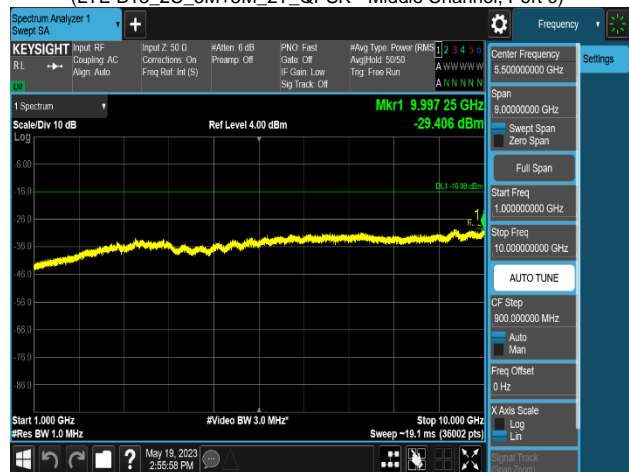 Spectrum Analyzer 1
Swept SA
Frequency
Settings
KEYSIGHT
RL
LW
Input: RF
Coupling: AC
Align: Auto
Input Z: 50 Ω
Corrections: On
Freq Ref: Int (S)
#Atten: 6 dB
Preamp: Off
PNO: Fast
Gate: Off
IF Gain: Low
Sig Track: Off
#Avg Type: Power (RMS
Avg|Hold: 50/50
Trig: Free Run
1 2 3 4 5 6
A W W W W W
A N N N N N
1 Spectrum
Scale/Div 10 dB
Log
Ref Level 4.00 dBm
Mkr1 9.997 25 GHz
-29.406 dBm
-6.00
-16.0
-26.0
-36.0
-46.0
-56.0
-66.0
-76.0
-86.0
DL1 -16.00 dBm
1
Start 1.000 GHz
#Res BW 1.0 MHz
#Video BW 3.0 MHz*
Stop 10.000 GHz
Sweep ~19.1 ms (36002 pts)
Center Frequency
5.500000000 GHz
Span
9.00000000 GHz
Swept Span
Zero Span
Full Span
Start Freq
1.000000000 GHz
Stop Freq
10.000000000 GHz
AUTO TUNE
CF Step
900.000000 MHz
Auto
Man
Freq Offset
0 Hz
X Axis Scale
Log
Lin
Signal Track
(Span Zoom)
May 19, 2023
2:55:58 PM